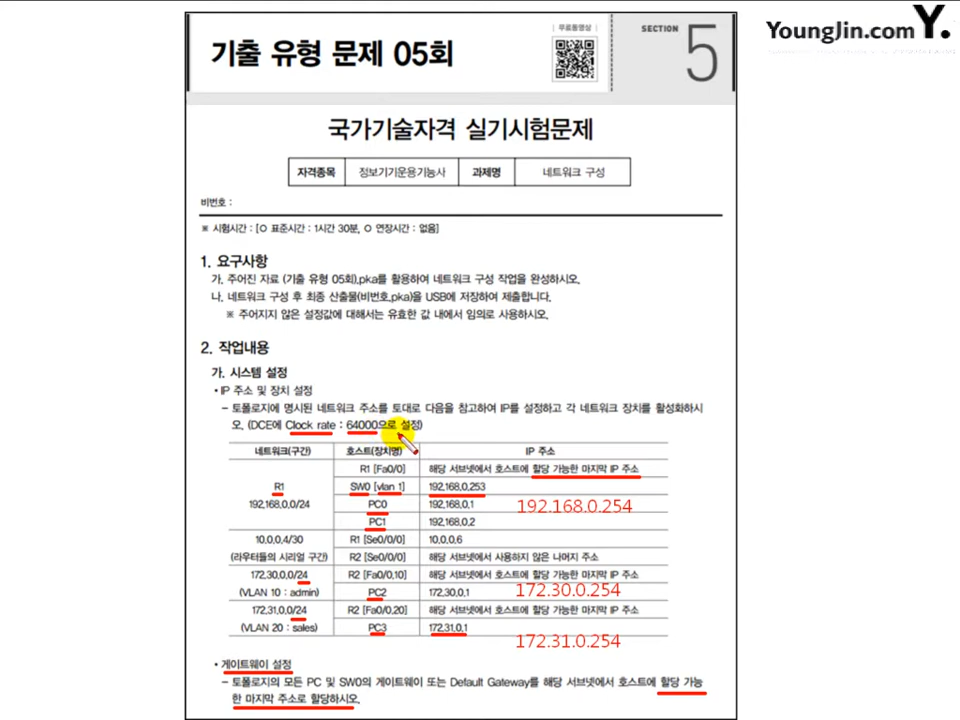 YoungJin.com Y.
기출 유형 문제 05회
무료동영상
SECTION 5
국가기술자격 실기시험문제
자격종목 정보기기운용기능사 과제명 네트워크 구성
비번호 :
※ 시험시간 : [○ 표준시간 : 1시간 30분, ○ 연장시간 : 없음]
1. 요구사항
가. 주어진 자료 (기출 유형 05회).pka를 활용하여 네트워크 구성 작업을 완성하시오.
나. 네트워크 구성 후 최종 산출물(비번호.pka)을 USB에 저장하여 제출합니다.
※ 주어지지 않은 설정값에 대해서는 유효한 값 내에서 임의로 사용하시오.
2. 작업내용
가. 시스템 설정
• IP 주소 및 장치 설정
– 토폴로지에 명시된 네트워크 주소를 토대로 다음을 참고하여 IP를 설정하고 각 네트워크 장치를 활성화하시
오. (DCE에 Clock rate : 64000으로 설정)
네트워크(구간) 호스트(장치명) IP 주소
R1 [Fa0/0] 해당 서브넷에서 호스트에 할당 가능한 마지막 IP 주소
R1 SW0 [vlan 1] 192.168.0.253
192.168.0.0/24 PC0 192.168.0.1 192.168.0.254
PC1 192.168.0.2
10.0.0.4/30 R1 [Se0/0/0] 10.0.0.6
(라우터들의 시리얼 구간) R2 [Se0/0/0] 해당 서브넷에서 사용하지 않은 나머지 주소
172.30.0.0/24 R2 [Fa0/0.10] 해당 서브넷에서 호스트에 할당 가능한 마지막 IP 주소
(VLAN 10 : admin) PC2 172.30.0.1 172.30.0.254
172.31.0.0/24 R2 [Fa0/0.20] 해당 서브넷에서 호스트에 할당 가능한 마지막 IP 주소
(VLAN 20 : sales) PC3 172.31.0.1
172.31.0.254
• 게이트웨이 설정
– 토폴로지의 모든 PC 및 SW0의 게이트웨이 또는 Default Gateway를 해당 서브넷에서 호스트에 할당 가능
한 마지막 주소로 할당하시오.